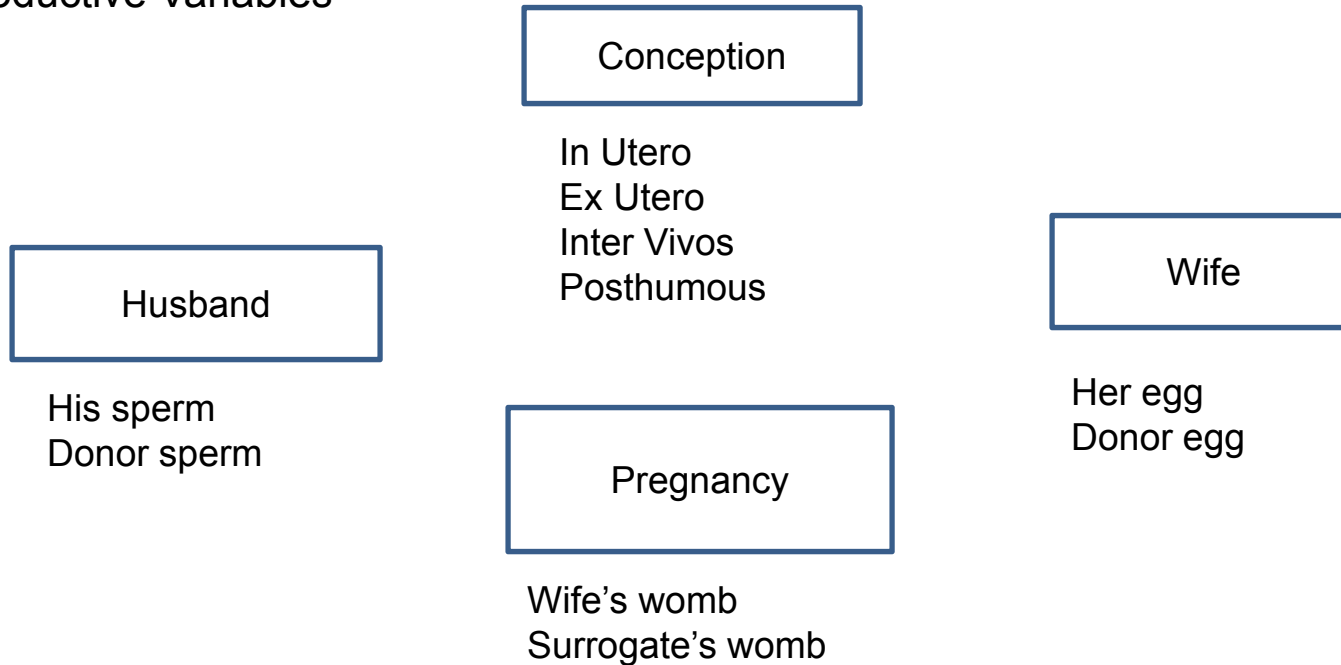 Variables
Conception
In Utero
Ex Utero
Inter Vivos
Posthumous
Husband
His sperm
Donor sperm
Wife
Her egg
Donor egg
Pregnancy
Wife’s womb
Surrogate’s womb